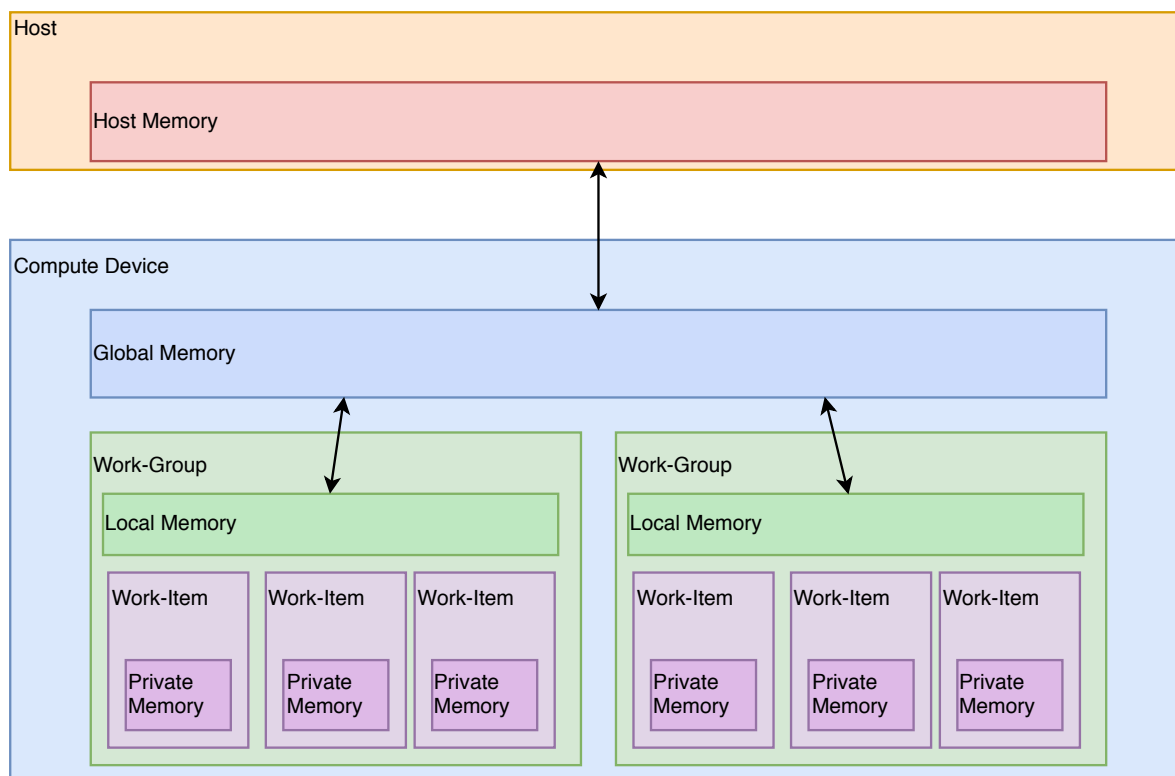 Host
Host Memory
Compute Device
Global Memory
Work-Group
Work-Group
Local Memory
Local Memory
Work-Item
Work-Item
Work-Item
Work-Item
Work-Item
Work-Item
Private
Memory
Private
Memory
Private
Memory
Private
Memory
Private
Memory
Private
Memory